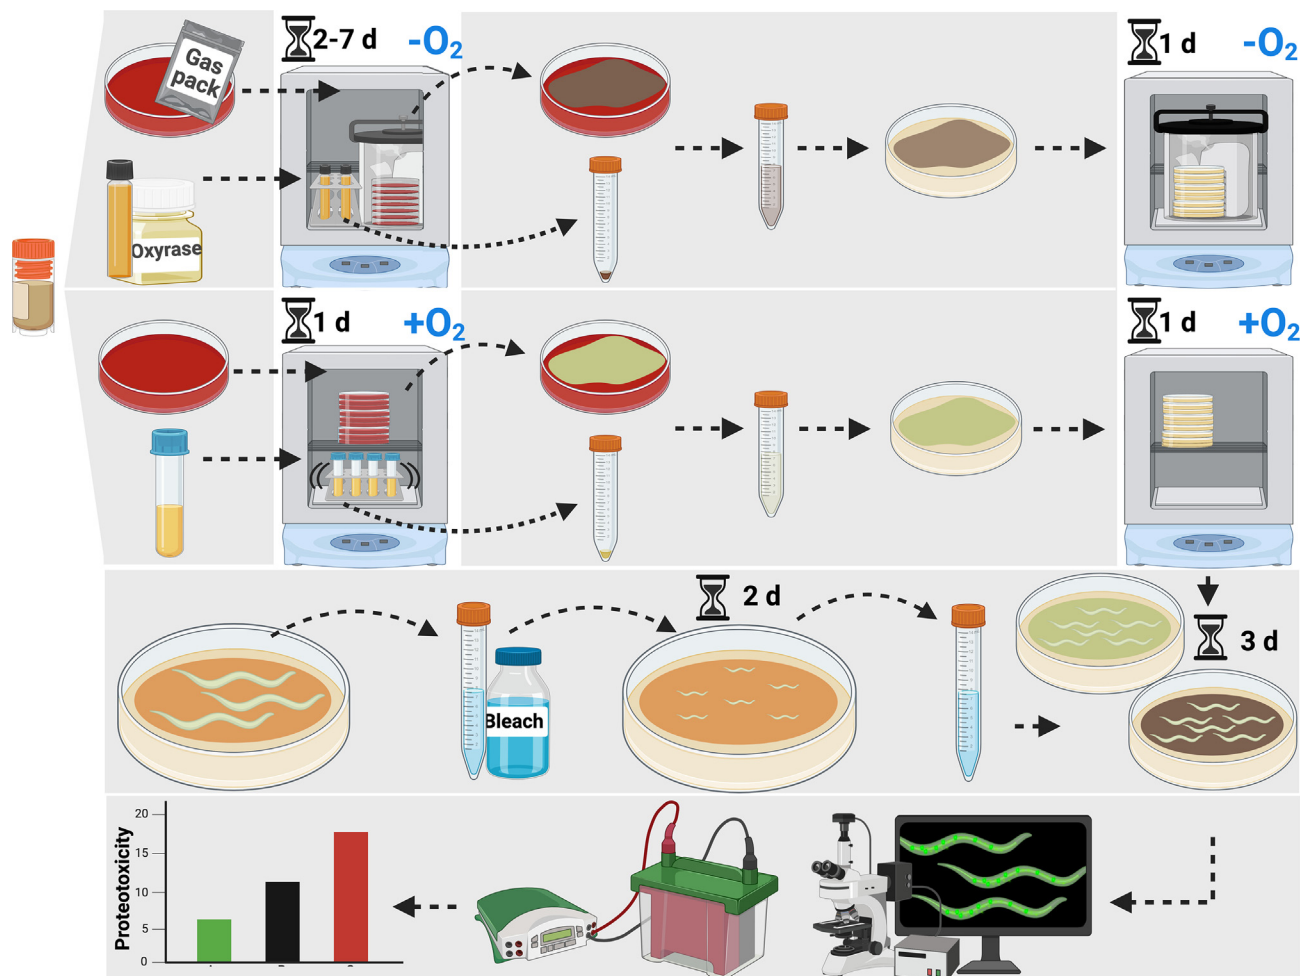 Gas
pack
2-7 d
-O₂
1 d
-O₂
Oxyrase
1 d
+O₂
1 d
+O₂
2 d
3 d
Bleach
Proteotoxicity
20
15
10
5
0